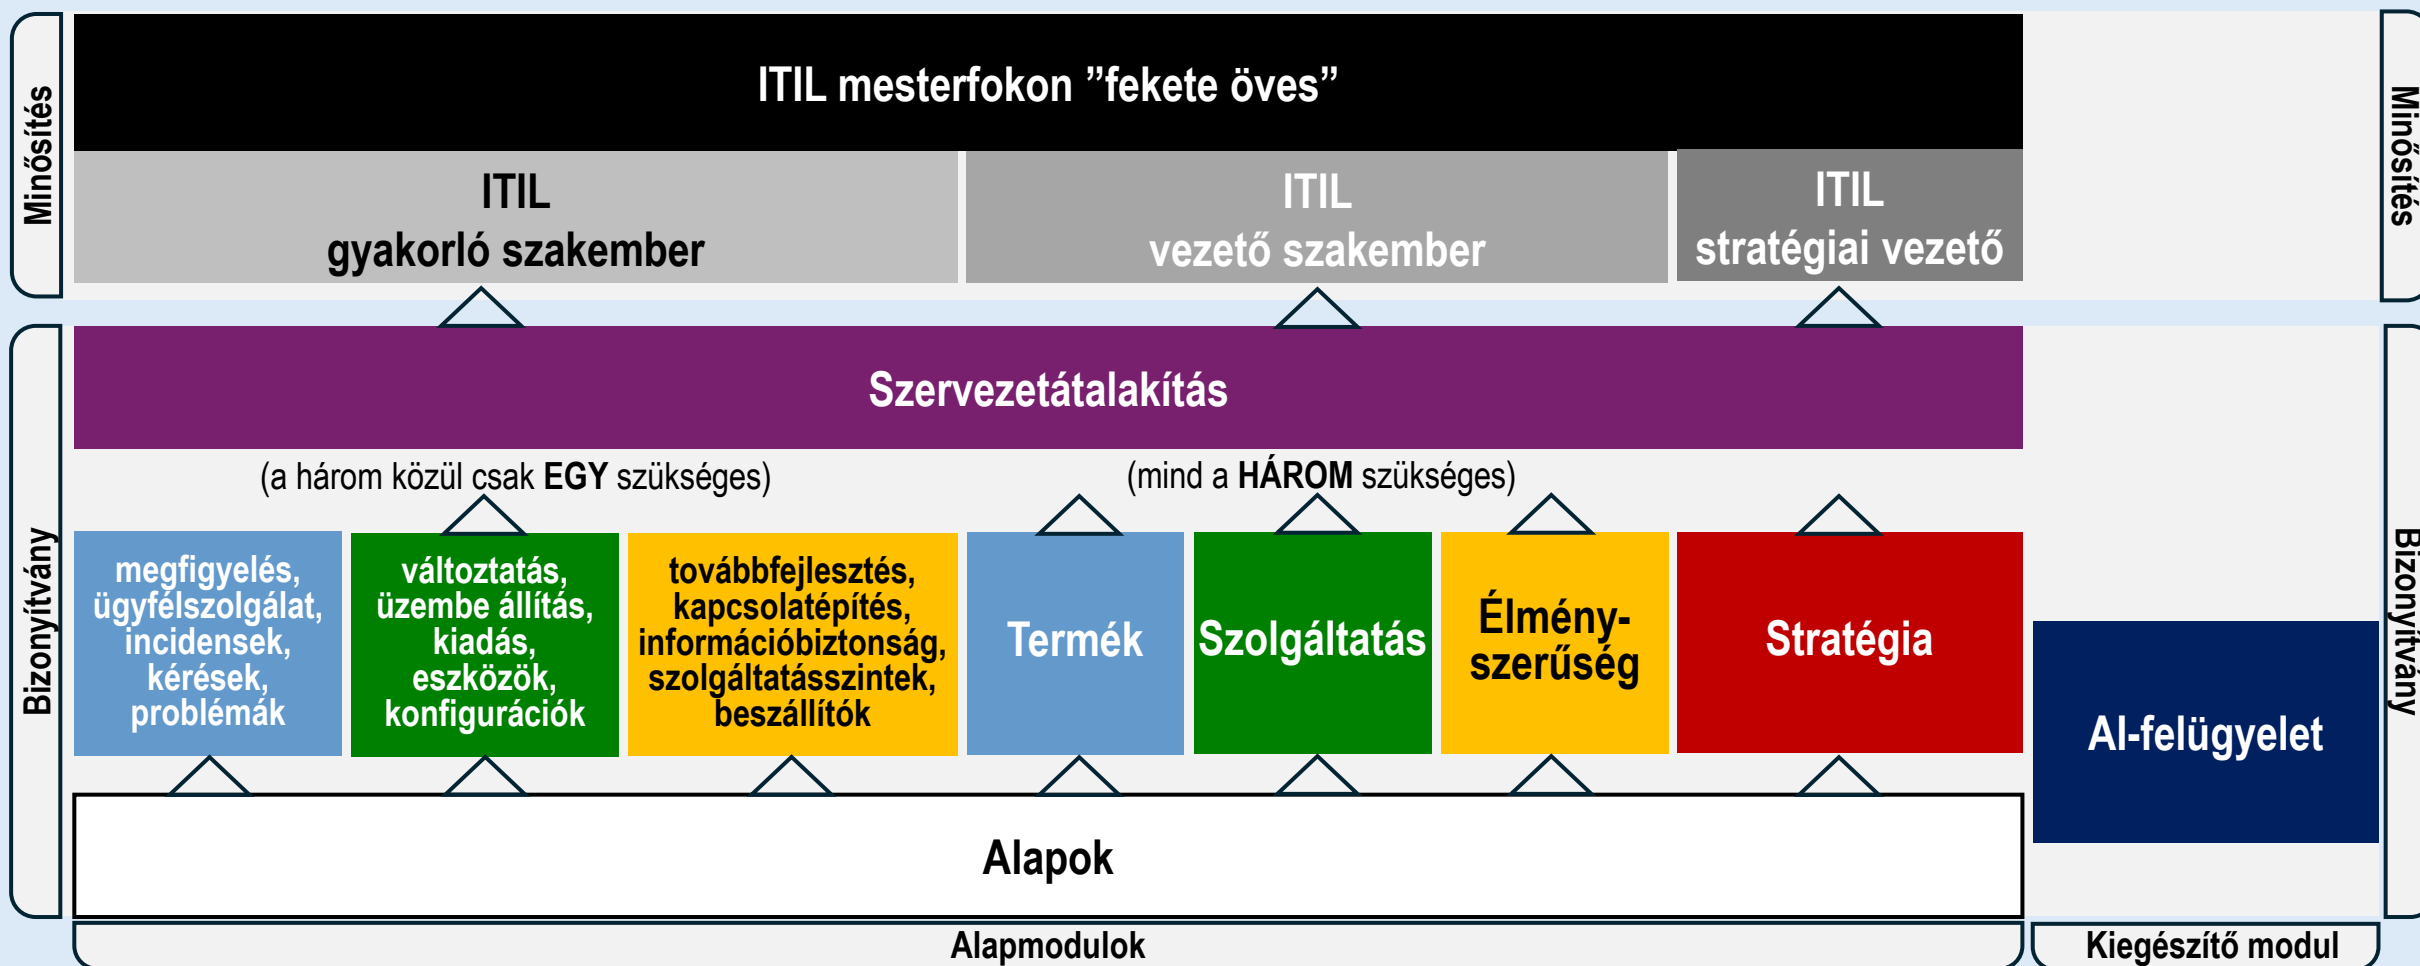 Minősítés
ITIL mesterfokon ”fekete öves”
Minősítés
ITIL
gyakorló szakember
ITIL
vezető szakember
ITIL
stratégiai vezető
Bizonyítvány
Szervezetátalakítás
Bizonyítvány
(a három közül csak EGY szükséges)
(mind a HÁROM szükséges)
megfigyelés,
ügyfélszolgálat,
incidensek,
kérések,
problémák
változtatás,
üzembe állítás,
kiadás,
eszközök,
konfigurációk
továbbfejlesztés,
kapcsolatépítés,
információbiztonság,
szolgáltatásszintek,
beszállítók
Termék
Szolgáltatás
Élmény-
szerűség
Stratégia
AI-felügyelet
Alapok
Alapmodulok
Kiegészítő modul